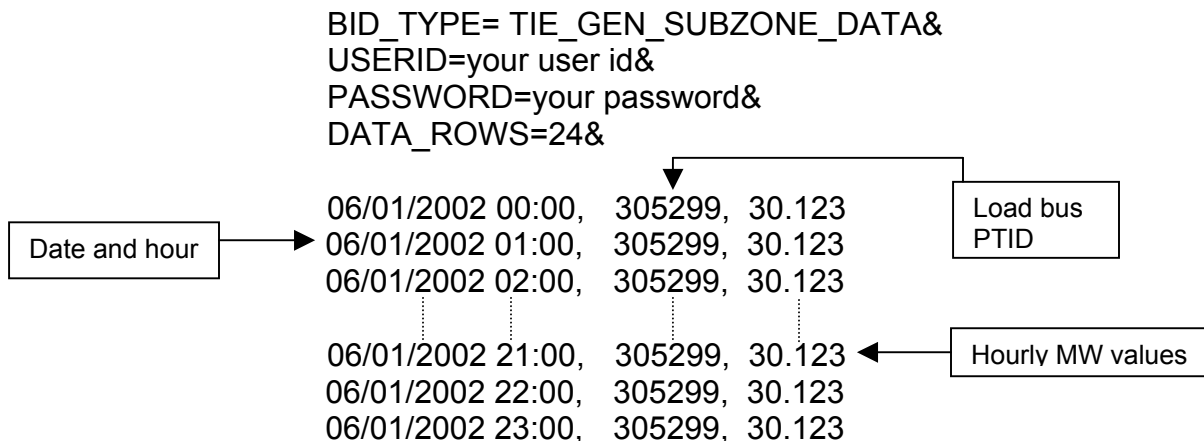 BID_TYPE= TIE_GEN_SUBZONE_DATA&
USERID=your user id&
PASSWORD=your password&
DATA_ROWS=24&
06/01/2002 00:00, 305299, 30.123
06/01/2002 01:00, 305299, 30.123
06/01/2002 02:00, 305299, 30.123
Load bus
PTID
Date and hour
06/01/2002 21:00, 305299, 30.123
06/01/2002 22:00, 305299, 30.123
06/01/2002 23:00, 305299, 30.123
Hourly MW values